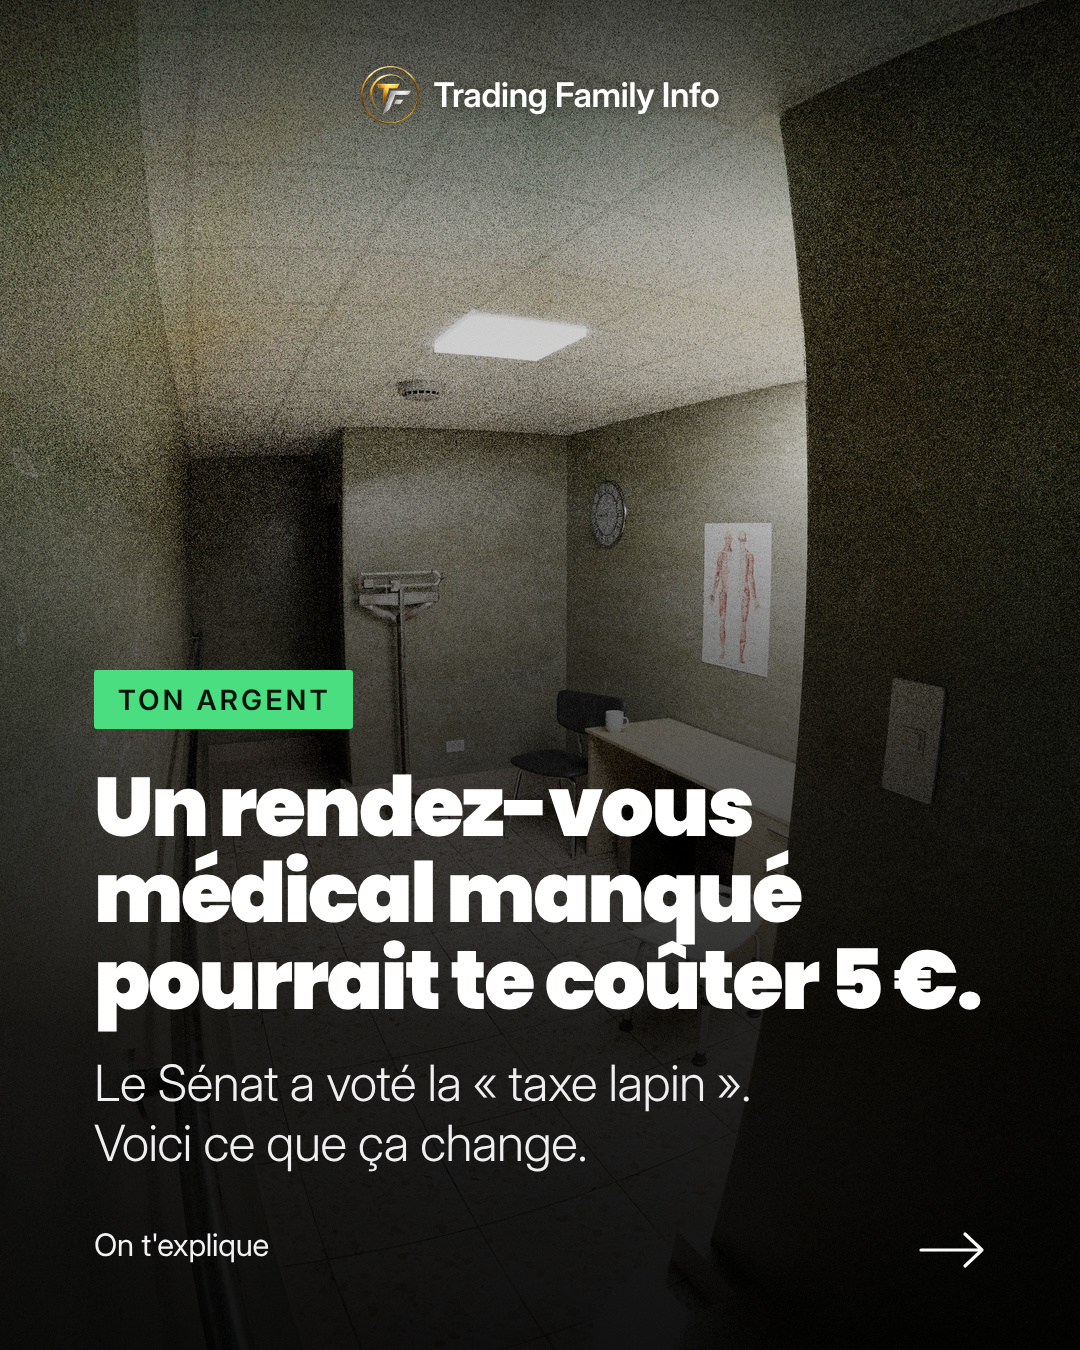 TF Trading Family Info
TON ARGENT
Un rendez-vous
médical manqué
pourrait te coûter 5 €.
Le Sénat a voté la « taxe lapin ».
Voici ce que ça change.
On t'explique